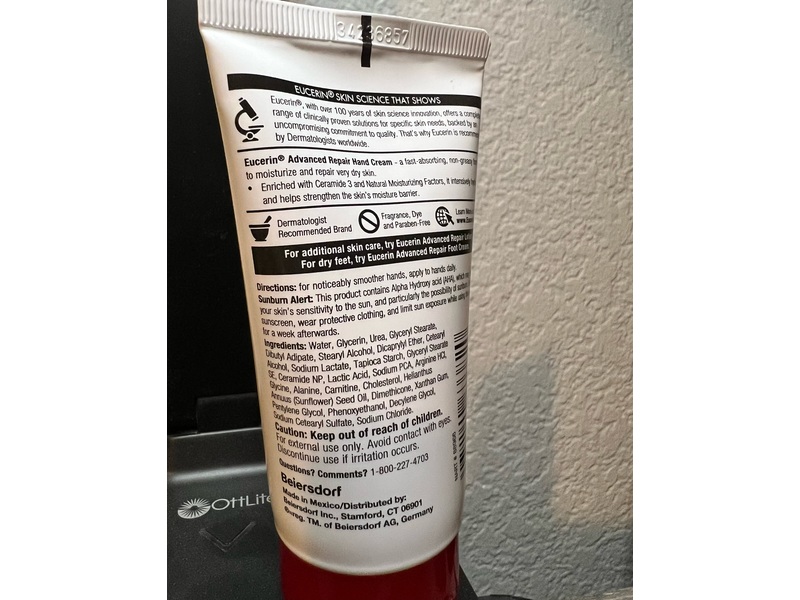 34236857
EUCERIN® SKIN SCIENCE THAT SHOWS
Eucerin®, with over 100 years of skin science innovation, offers a
range of clinically proven solutions for specific skin needs, backed by
uncompromising commitment to quality. That's why Eucerin is
by Dermatologists worldwide.
Eucerin® Advanced Repair Hand Cream - a fast-absorbing, non-greasy
to moisturize and repair very dry skin.
• Enriched with Ceramide 3 and Natural Moisturizing Factors, it intensively
and helps strengthen the skin's moisture barrier.
Dermatologist
Recommended Brand
Fragrance, Dye
and Paraben-Free
Learn
www.
For additional skin care, try Eucerin Advanced Repair
For dry feet, try Eucerin Advanced Repair Foot Cream
Directions: for noticeably smoother hands, apply to hands daily.
Sunburn Alert: This product contains Alpha Hydroxy acid (AHA), which
your skin's sensitivity to the sun, and particularly the possibility of
sunscreen, wear protective clothing, and limit sun exposure while
for a week afterwards.
Ingredients: Water, Glycerin, Urea, Glyceryl Stearate,
Dibutyl Adipate, Stearyl Alcohol, Dicaprylyl Ether, Cetearyl
Alcohol, Sodium Lactate, Tapioca Starch, Glyceryl Stearate
SE, Ceramide NP, Lactic Acid, Sodium PCA, Arginine HCl,
Glycine, Alanine, Carnitine, Cholesterol, Helianthus
Annuus (Sunflower) Seed Oil, Dimethicone, Xanthan Gum,
Pentylene Glycol, Phenoxyethanol, Decylene Glycol,
Sodium Cetearyl Sulfate, Sodium Chloride.
Caution: Keep out of reach of children.
For external use only. Avoid contact with eyes.
Discontinue use if irritation occurs.
Questions? Comments? 1-800-227-4703
Beiersdorf
Made in Mexico/Distributed by:
Beiersdorf Inc., Stamford, CT 06901
®reg. TM. of Beiersdorf AG, Germany
OttLite